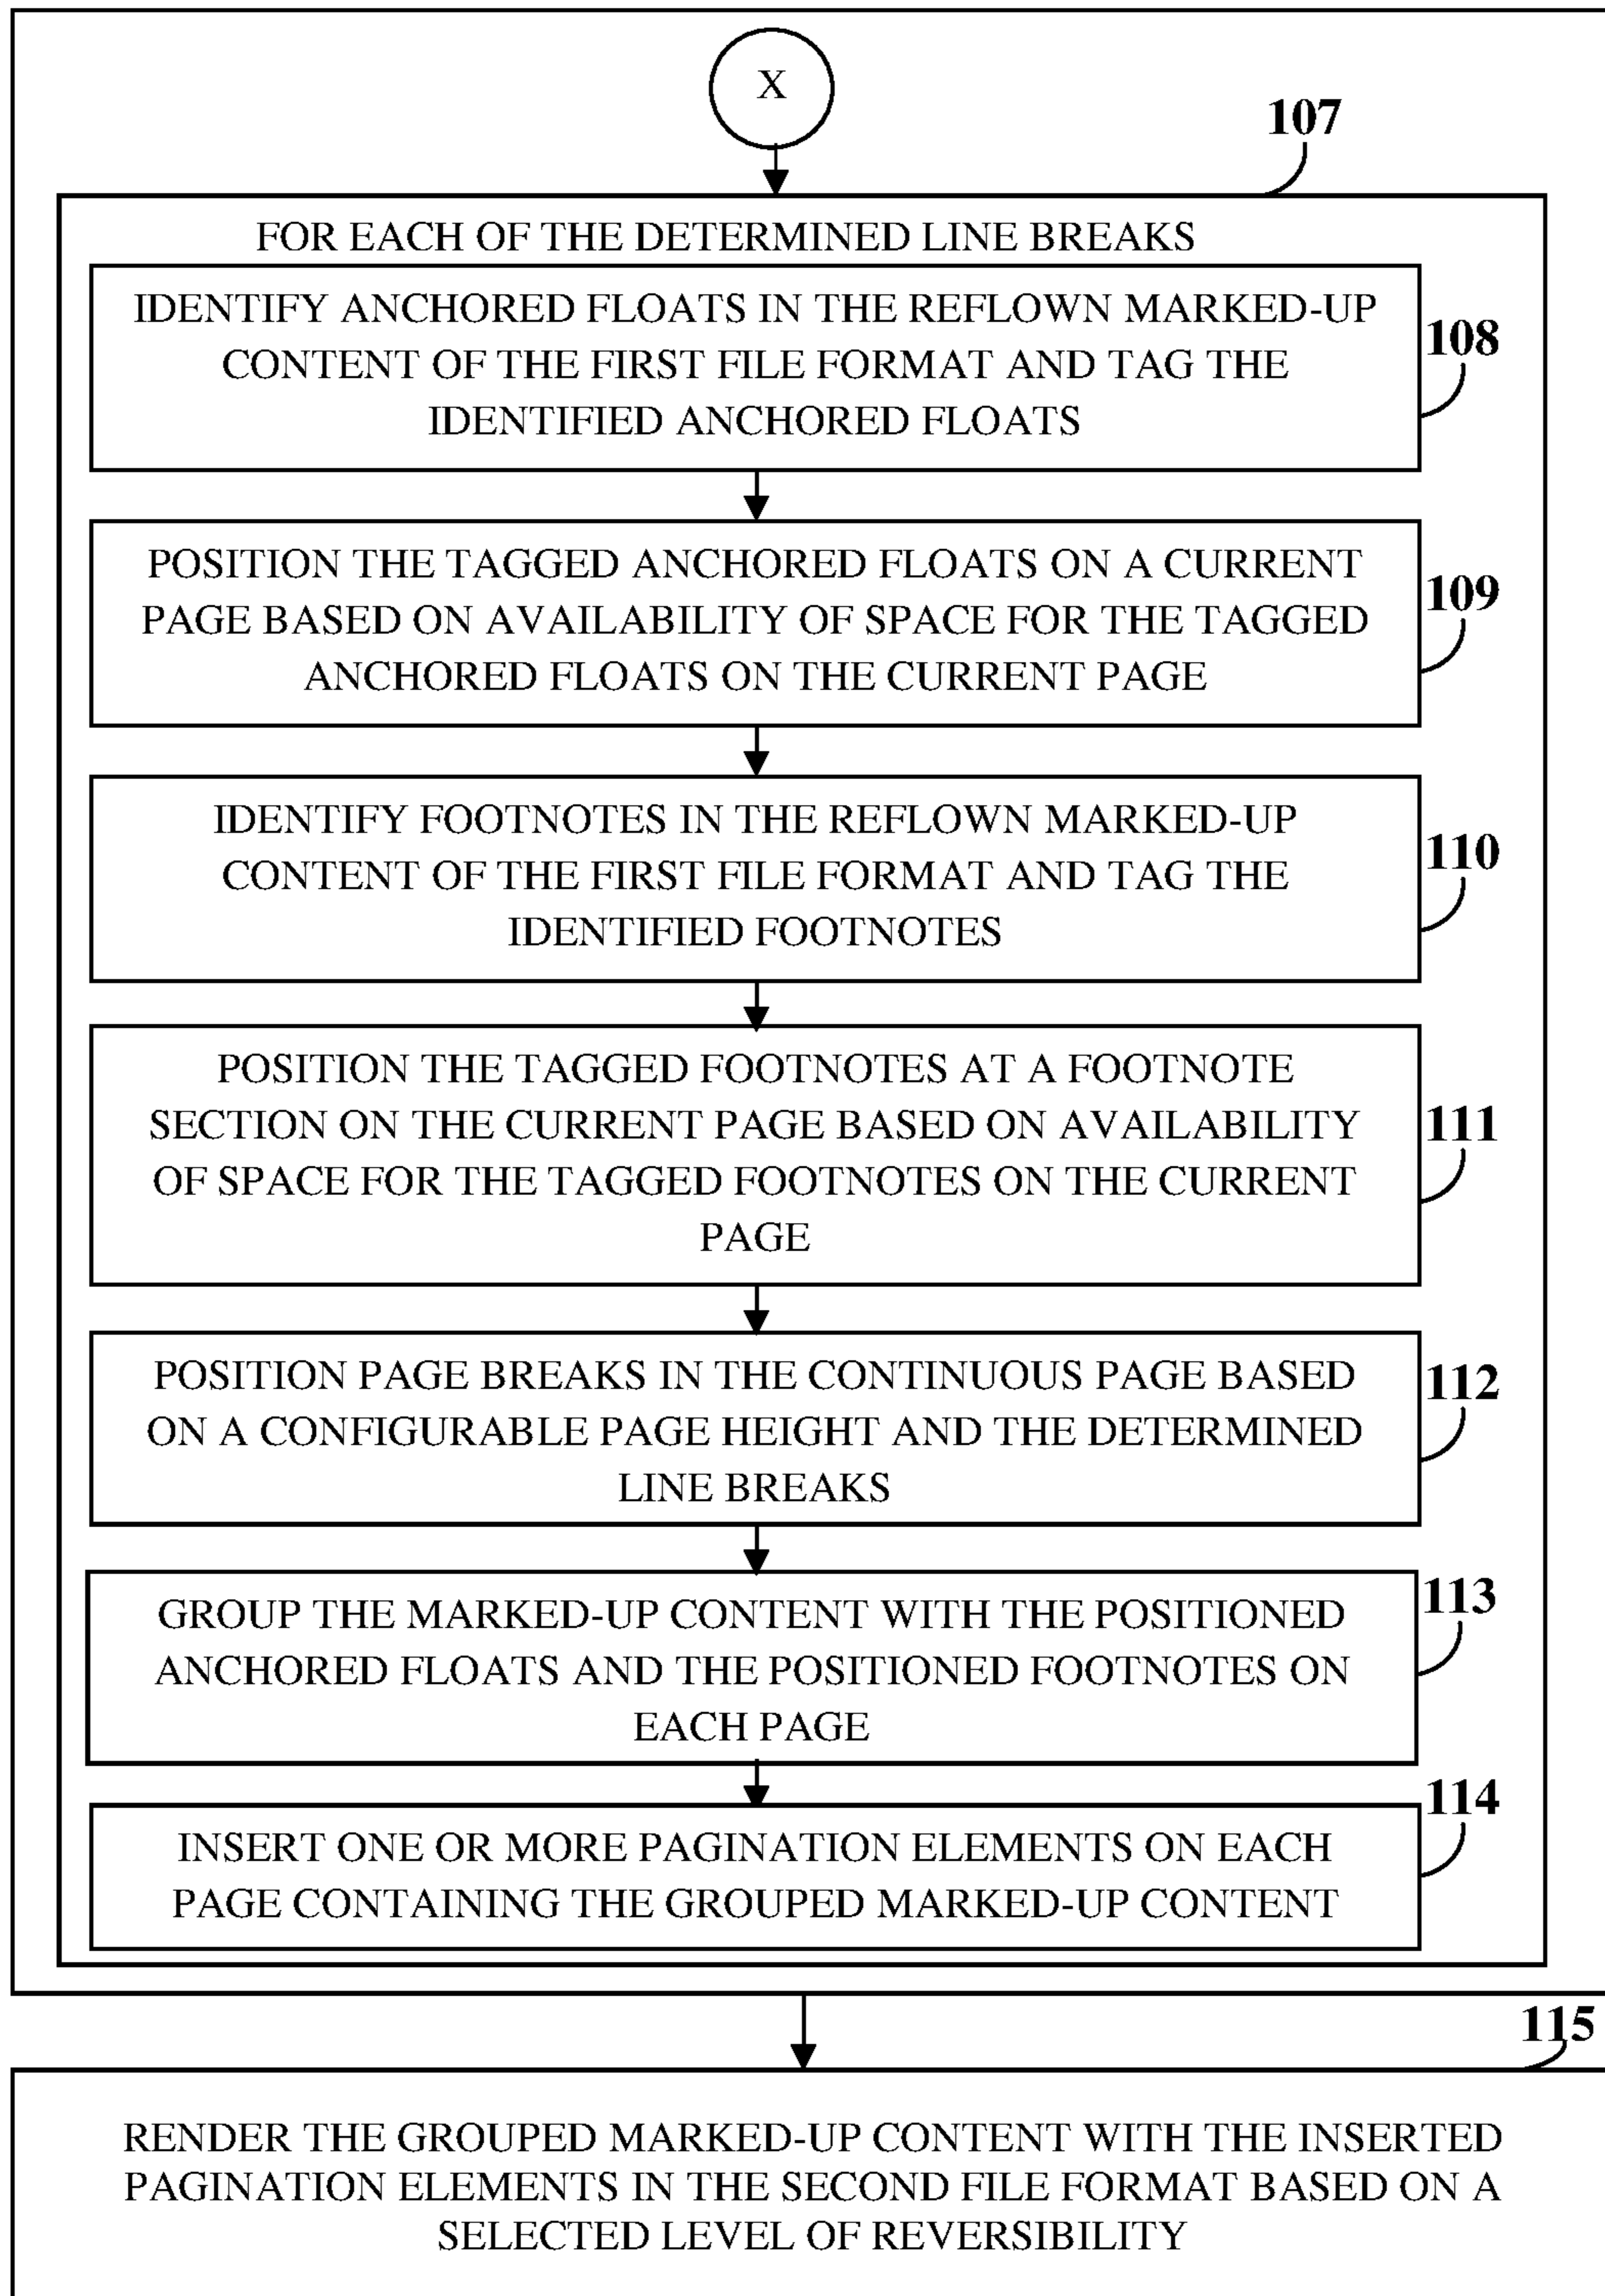 X
107
FOR EACH OF THE DETERMINED LINE BREAKS
IDENTIFY ANCHORED FLOATS IN THE REFLOWN MARKED-UP
CONTENT OF THE FIRST FILE FORMAT AND TAG THE
IDENTIFIED ANCHORED FLOATS
108
POSITION THE TAGGED ANCHORED FLOATS ON A CURRENT
PAGE BASED ON AVAILABILITY OF SPACE FOR THE TAGGED
ANCHORED FLOATS ON THE CURRENT PAGE
109
IDENTIFY FOOTNOTES IN THE REFLOWN MARKED-UP
CONTENT OF THE FIRST FILE FORMAT AND TAG THE
IDENTIFIED FOOTNOTES
110
POSITION THE TAGGED FOOTNOTES AT A FOOTNOTE
SECTION ON THE CURRENT PAGE BASED ON AVAILABILITY
OF SPACE FOR THE TAGGED FOOTNOTES ON THE CURRENT
PAGE
111
POSITION PAGE BREAKS IN THE CONTINUOUS PAGE BASED
ON A CONFIGURABLE PAGE HEIGHT AND THE DETERMINED
LINE BREAKS
112
GROUP THE MARKED-UP CONTENT WITH THE POSITIONED
ANCHORED FLOATS AND THE POSITIONED FOOTNOTES ON
EACH PAGE
113
INSERT ONE OR MORE PAGINATION ELEMENTS ON EACH
PAGE CONTAINING THE GROUPED MARKED-UP CONTENT
114
115
RENDER THE GROUPED MARKED-UP CONTENT WITH THE INSERTED
PAGINATION ELEMENTS IN THE SECOND FILE FORMAT BASED ON A
SELECTED LEVEL OF REVERSIBILITY